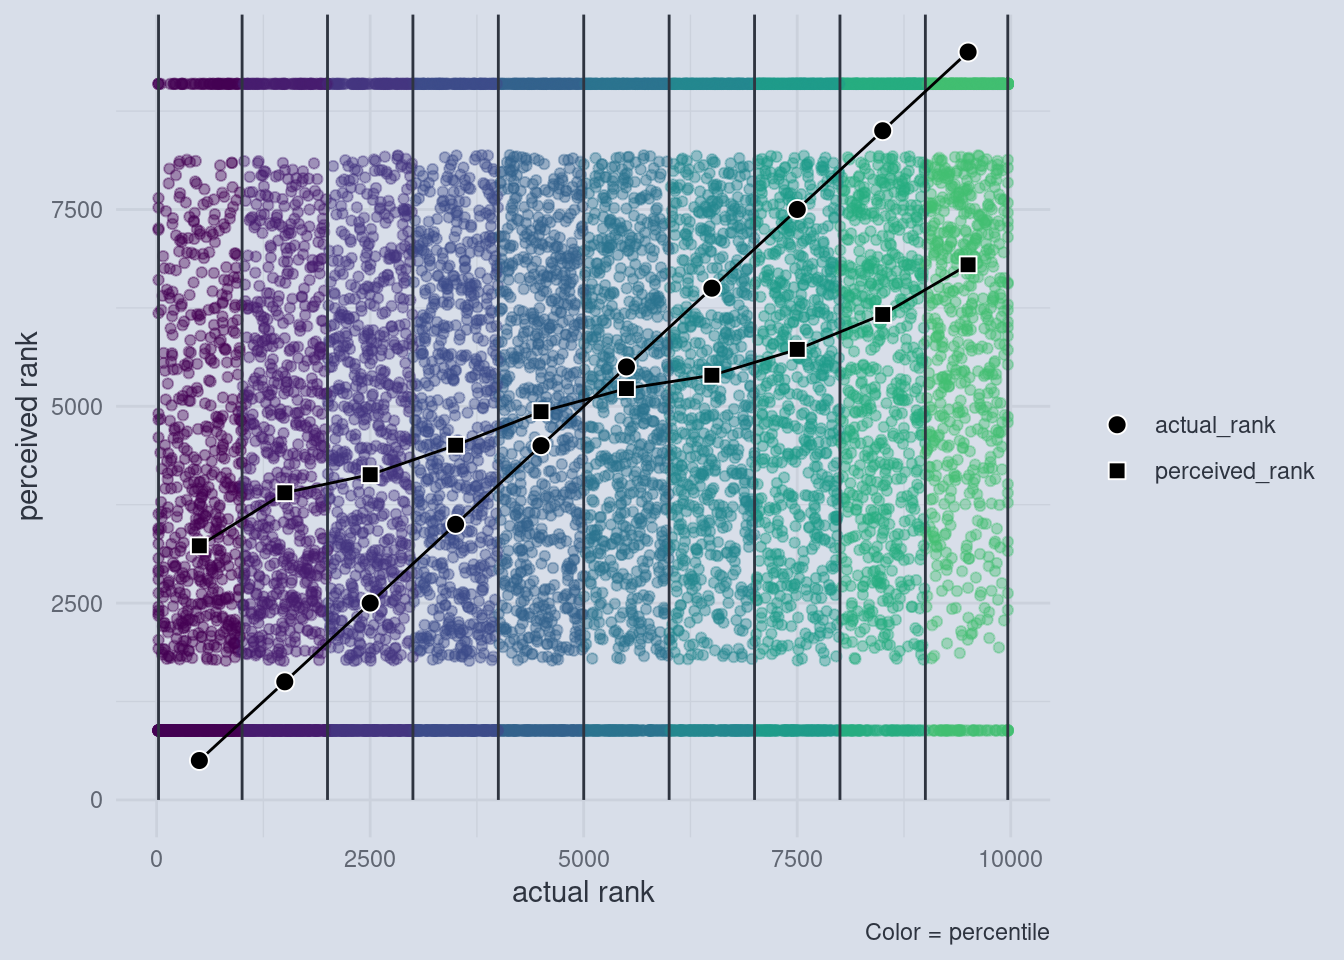 perceived rank
7500
5000
2500
0
0 2500 5000 7500 10000
actual rank
Color = percentile
actual_rank
perceived_rank